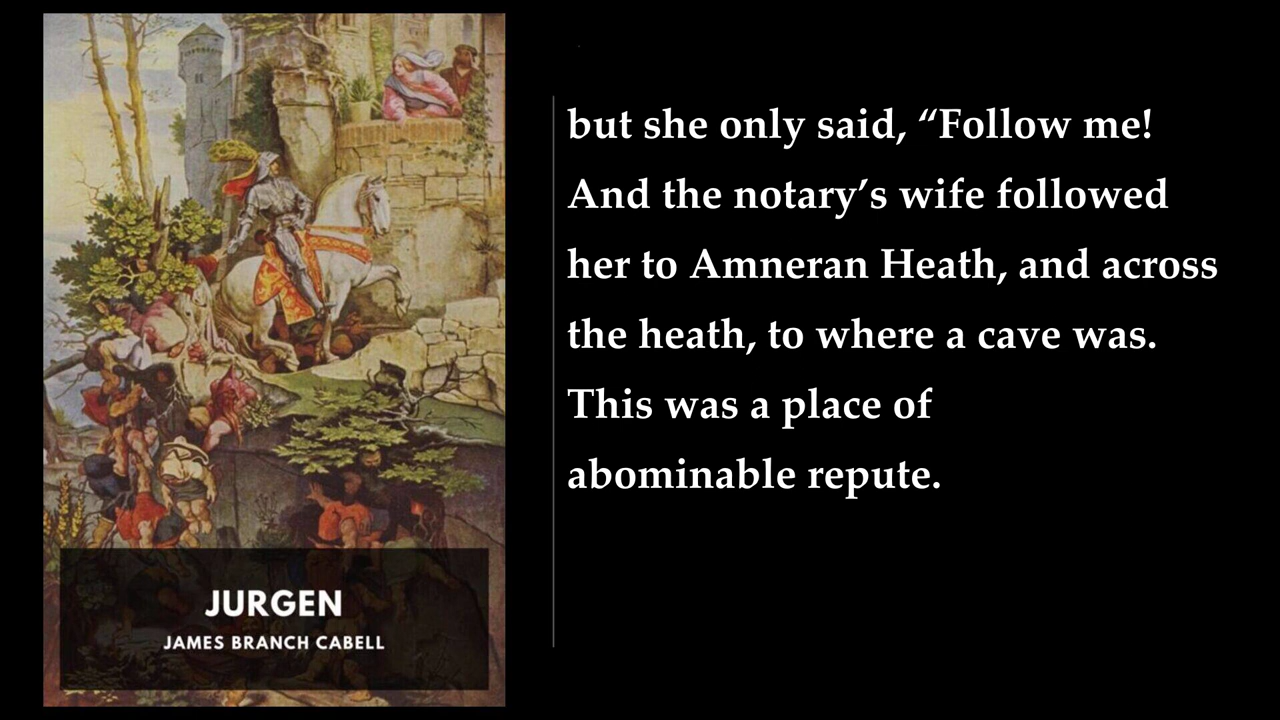 but she only said, “Follow me!
And the notary’s wife followed
her to Amneran Heath, and across
the heath, to where a cave was.
This was a place of
abominable repute.
JURGEN
JAMES BRANCH CABELL